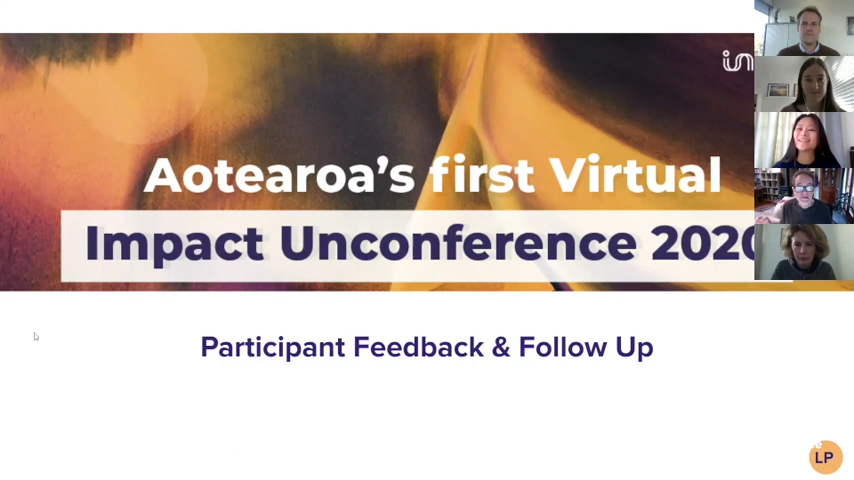 Aotearoa's first Virtual
Impact Unconference 2020
Participant Feedback & Follow Up
LP